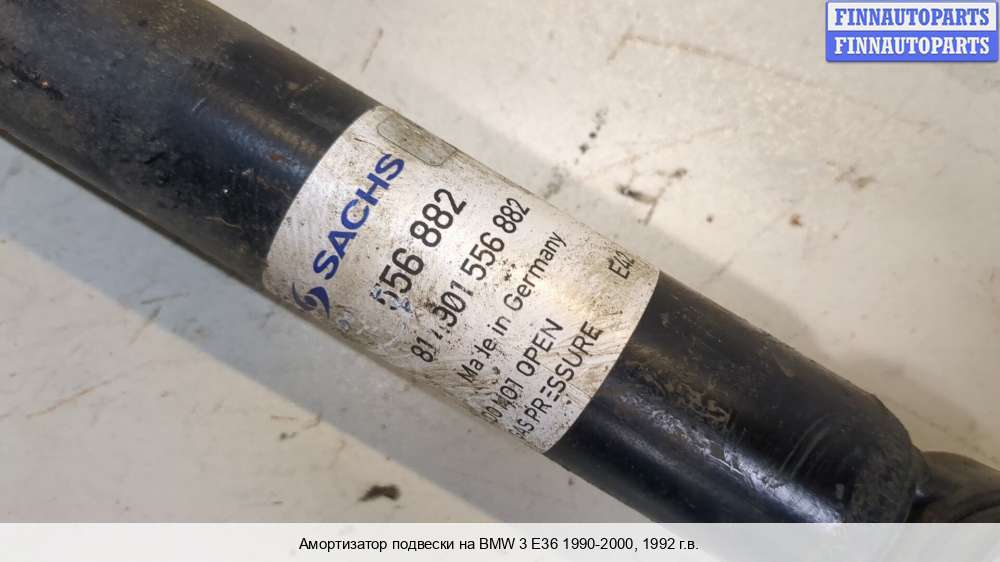 FINNAUTOPARTS
FINNAUTOPARTS
SACHS
556 882
811 901 556 882
Made in Germany
DO NOT OPEN
GAS PRESSURE
Амортизатор подвески на BMW 3 E36 1990-2000, 1992 г.в.